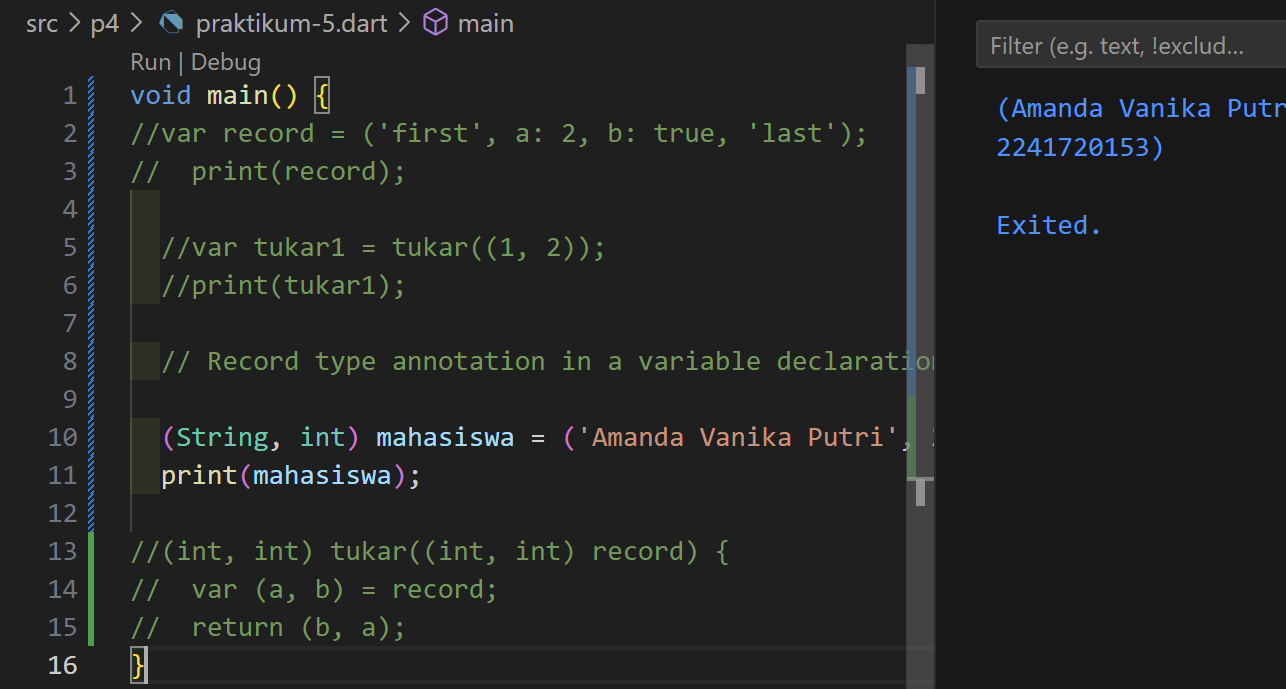 src > p4 > praktikum-5.dart > main
Run | Debug
1 void main() {
2 //var record = ('first', a: 2, b: true, 'last');
3 //  print(record);
4
5   //var tukar1 = tukar((1, 2));
6   //print(tukar1);
7
8   // Record type annotation in a variable declaratio
9
10   (String, int) mahasiswa = ('Amanda Vanika Putri',
11   print(mahasiswa);
12
13 //(int, int) tukar((int, int) record) {
14 //  var (a, b) = record;
15 //  return (b, a);
16 }
Filter (e.g. text, !exclud...
(Amanda Vanika Putr
2241720153)
Exited.